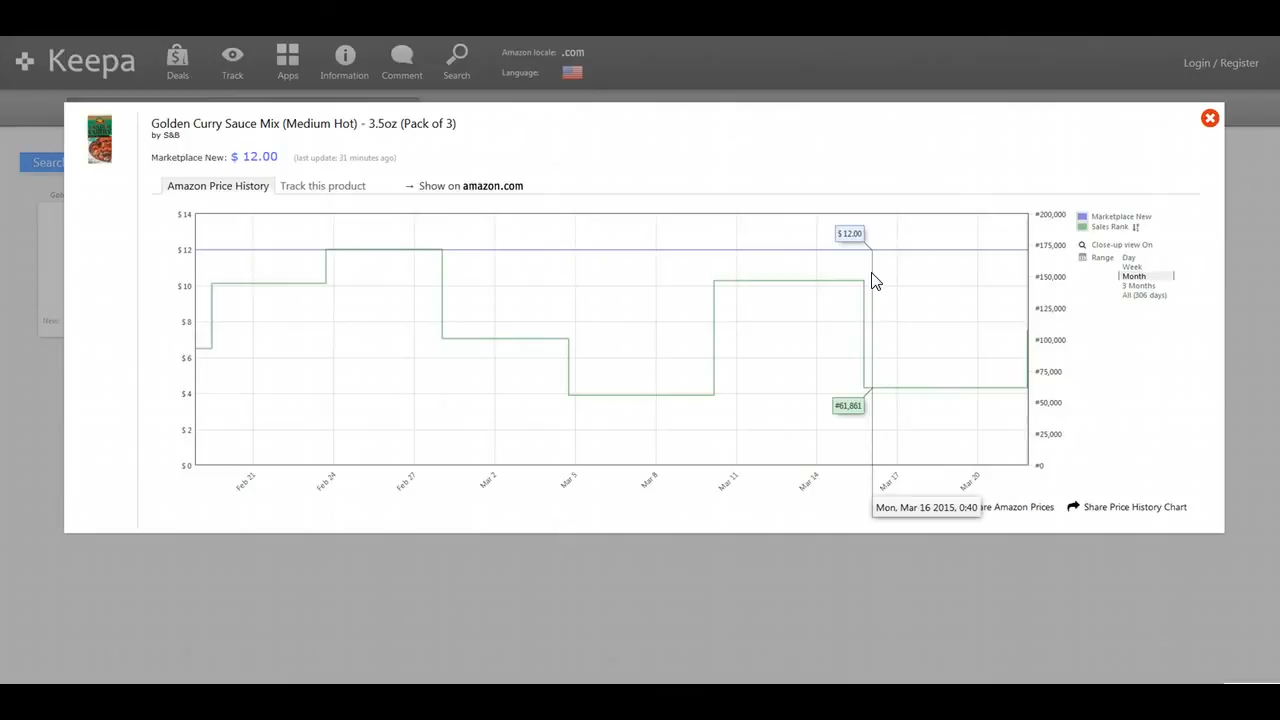 Keepa
Deals
Track
Apps
Information
Comment
Search
Amazon locale: .com
Language:
Login / Register
Search
Golden Curry Sauce Mix (Medium Hot) - 3.5oz (Pack of 3)
by S&B
Marketplace New: $ 12.00 (last update: 31 minutes ago)
Amazon Price History
Track this product
→ Show on amazon.com
$ 14
$ 12
$ 10
$ 8
$ 6
$ 4
$ 2
$ 0
$ 12.00
#61,861
#200,000
#175,000
#150,000
#125,000
#100,000
#75,000
#50,000
#25,000
#0
Marketplace New
Sales Rank
Close-up view On
Range
Day
Week
Month
3 Months
All (306 days)
Feb 21
Feb 24
Feb 27
Mar 2
Mar 5
Mar 8
Mar 11
Mar 14
Mar 17
Mar 20
Mon, Mar 16 2015, 0:40
re Amazon Prices
Share Price History Chart
New: